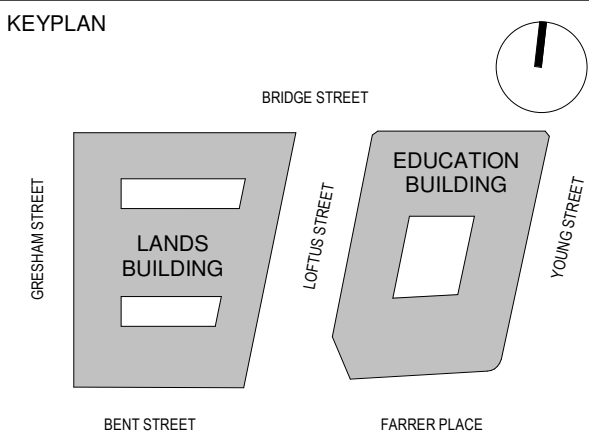 KEYPLAN
BRIDGE STREET
GRESHAM STREET
LANDS
BUILDING
LOFTUS STREET
EDUCATION
BUILDING
YOUNG STREET
BENT STREET
FARRER PLACE